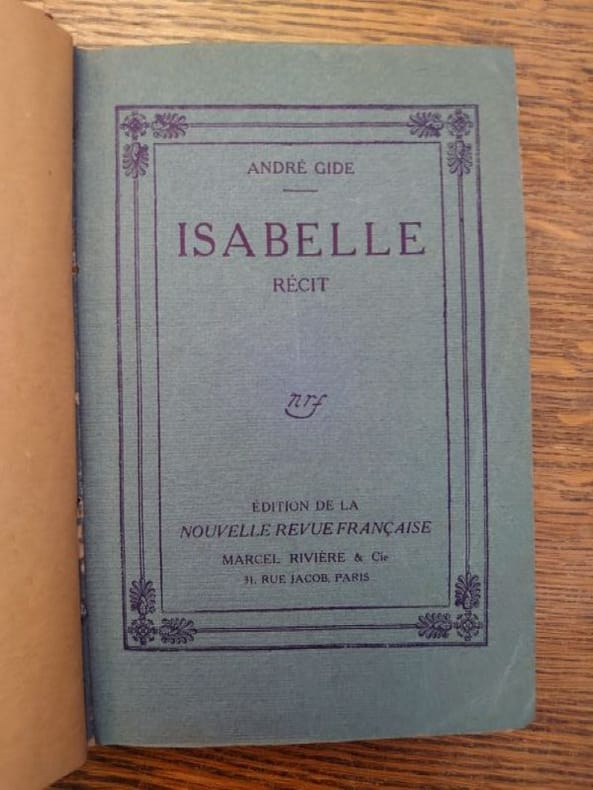 ANDRÉ GIDE
ISABELLE
RÉCIT
nrf
ÉDITION DE LA
NOUVELLE REVUE FRANÇAISE
MARCEL RIVIÈRE & Cie
31, RUE JACOB, PARIS